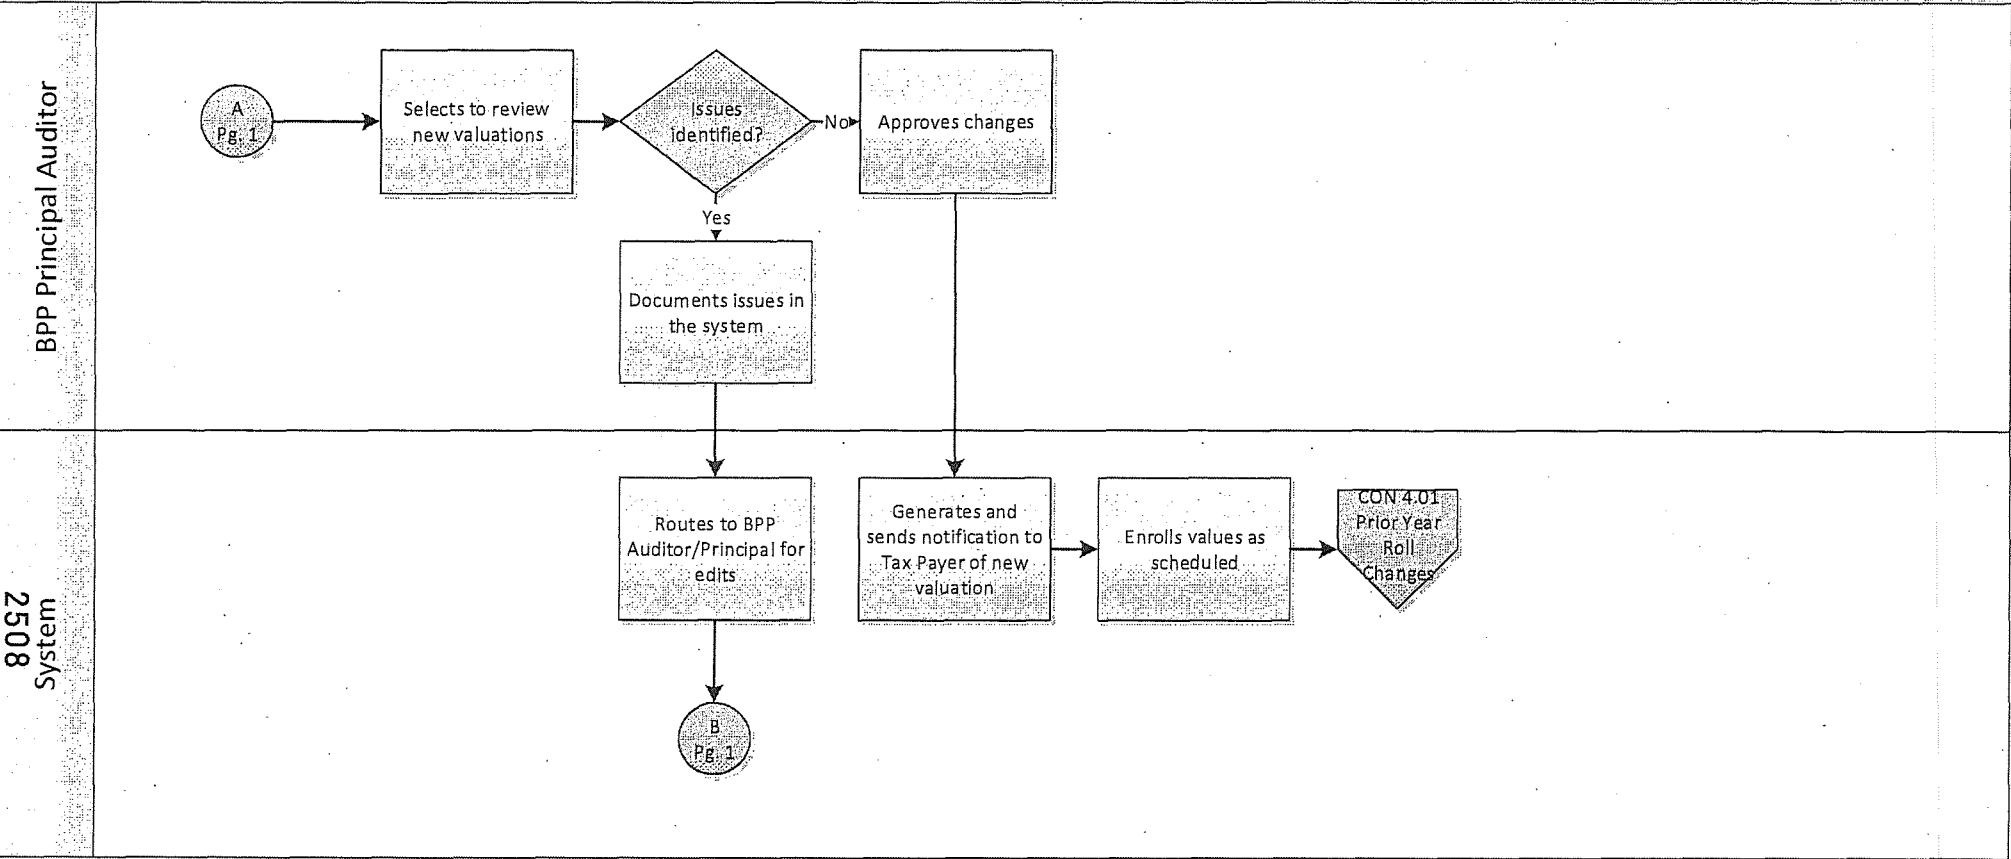 BPP Principal Auditor
A
Pg. 1
Selects to review
new valuations
Issues
identified?
No
Approves changes
Yes
Documents issues in
the system
System
2508
Routes to BPP
Auditor/Principal for
edits
B
Pg. 1
Generates and
sends notification to
Tax Payer of new
valuation
Enrolls values as
scheduled
CON 4.01
Prior Year
Roll
Changes